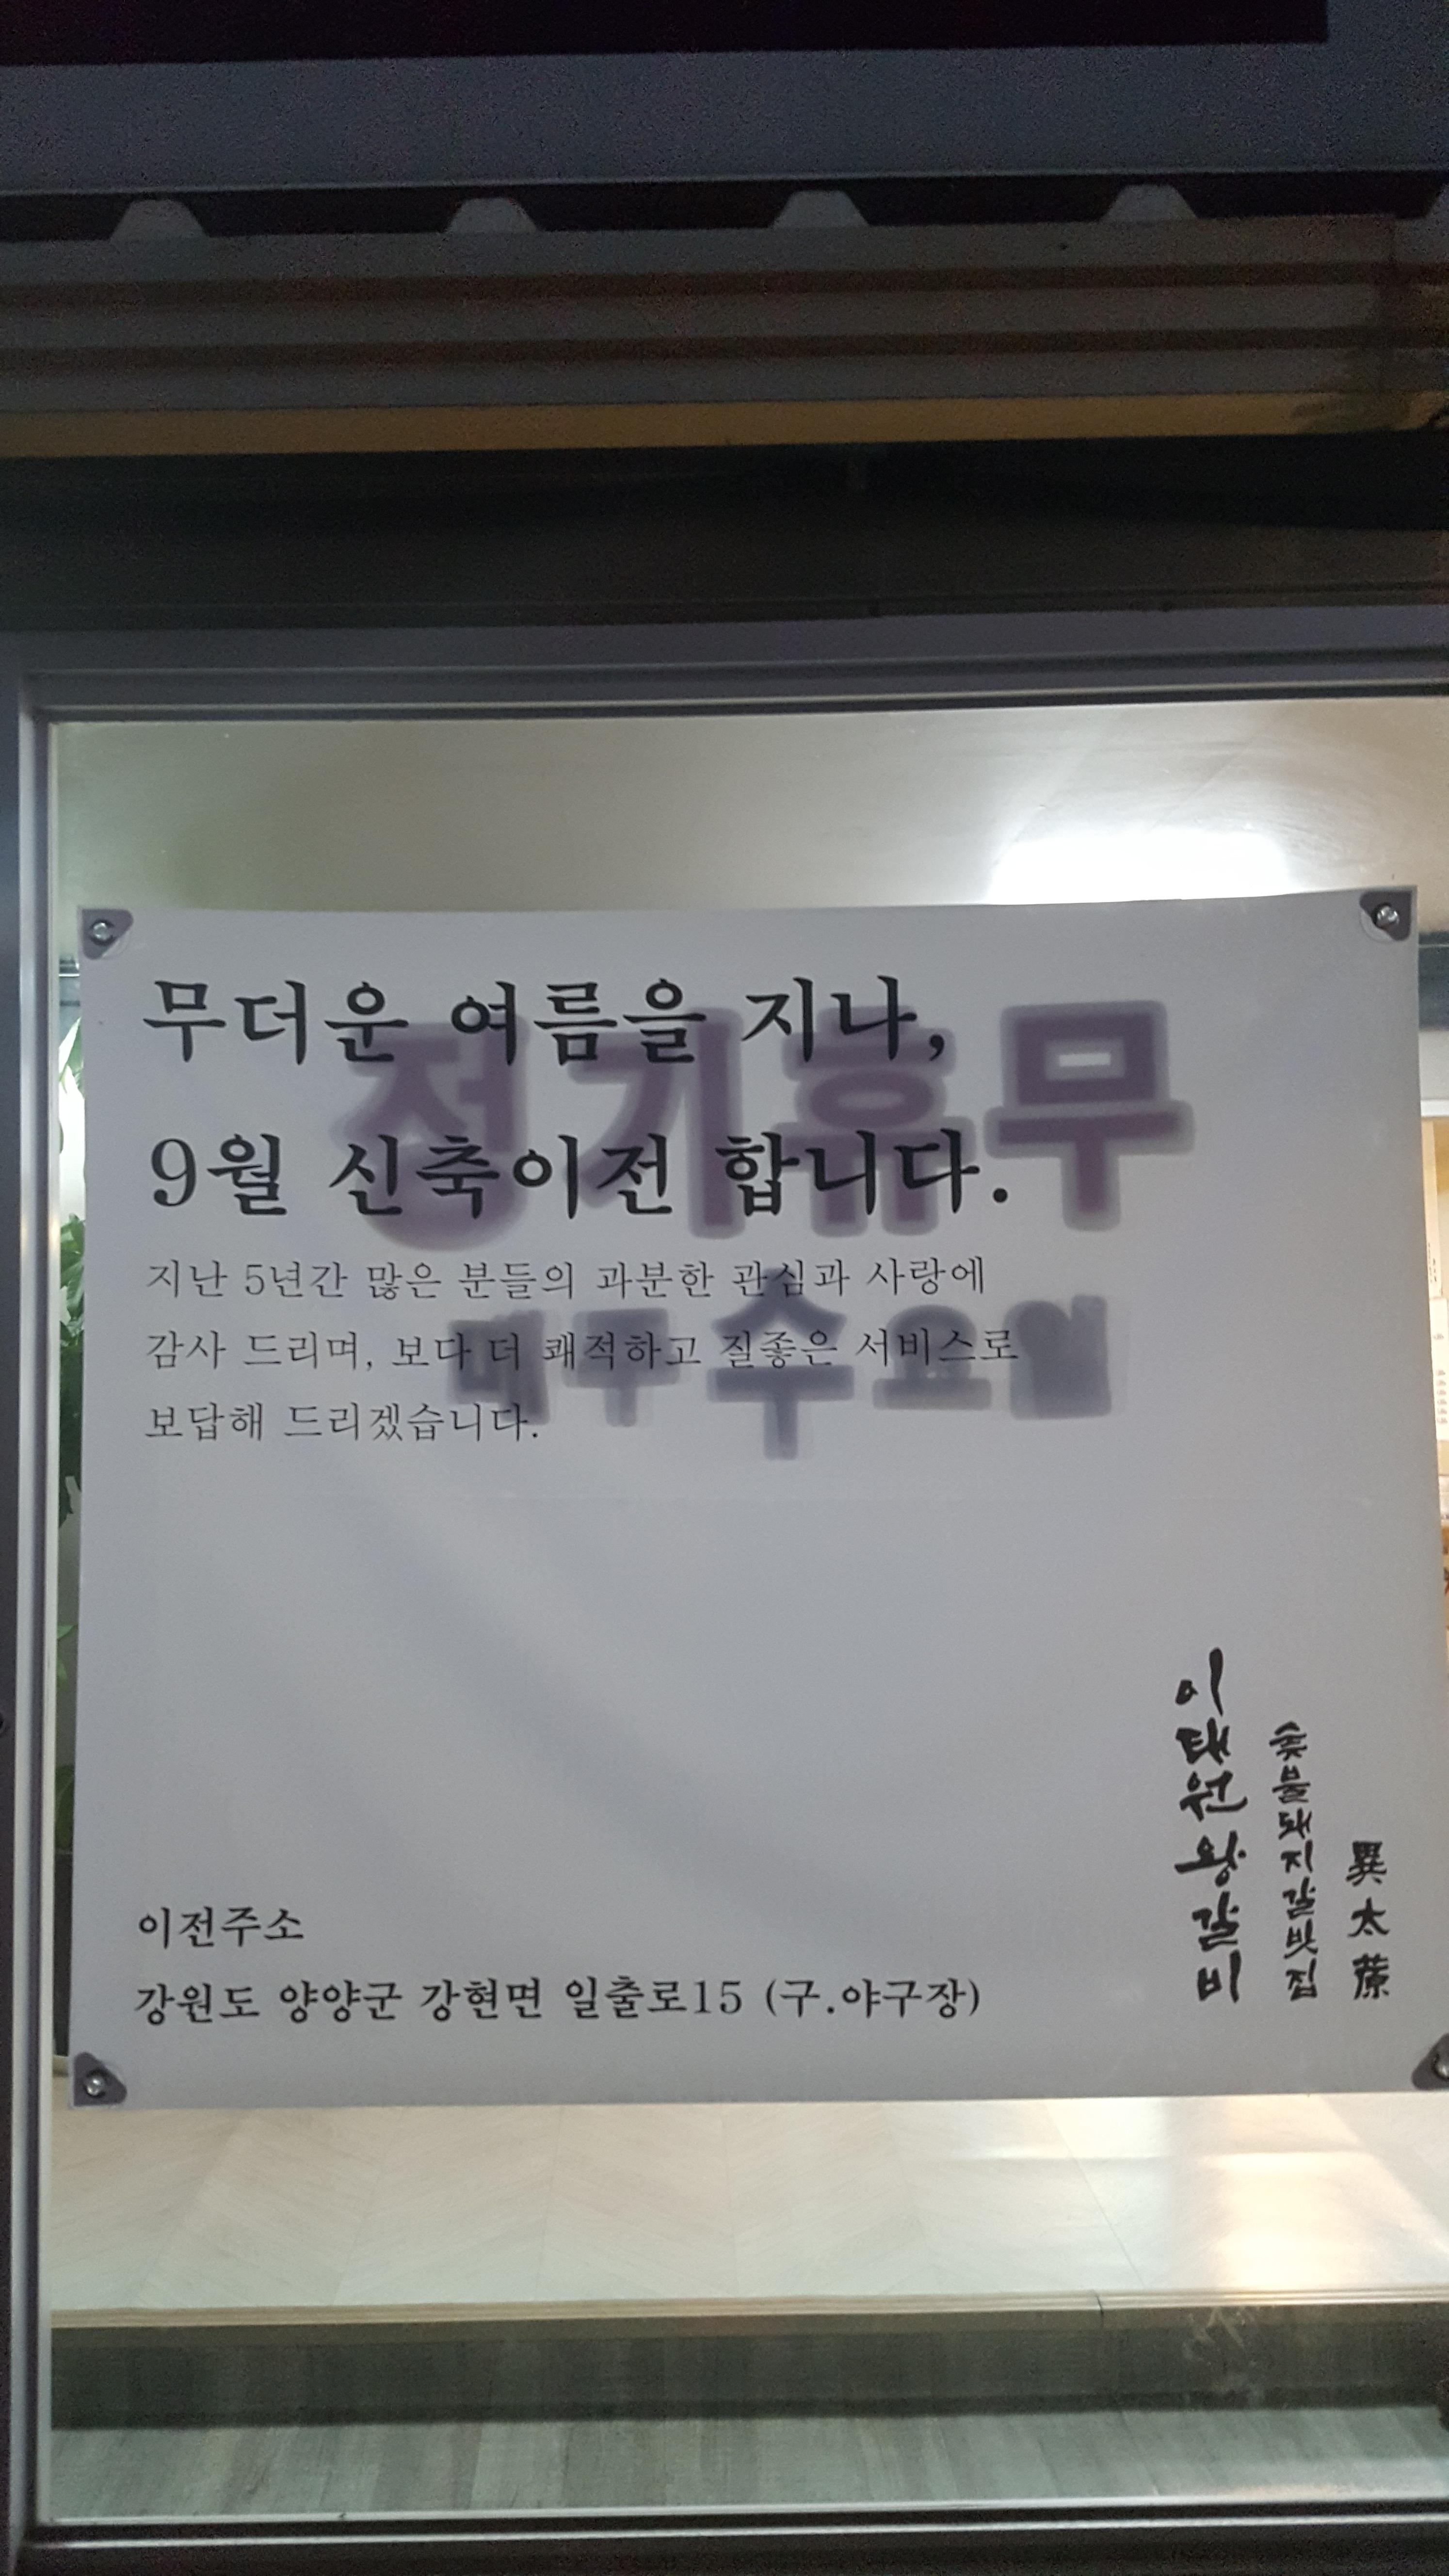 무더운 여름을 지나,
9월 신축이전 합니다.
정기휴무
지난 5년간 많은 분들의 과분한 관심과 사랑에
감사 드리며, 보다 더 쾌적하고 질좋은 서비스로
보답해 드리겠습니다.
매주 수요일
이태원왕갈비
숯불돼지갈빗집
異太蒝
이전주소
강원도 양양군 강현면 일출로15 (구.야구장)